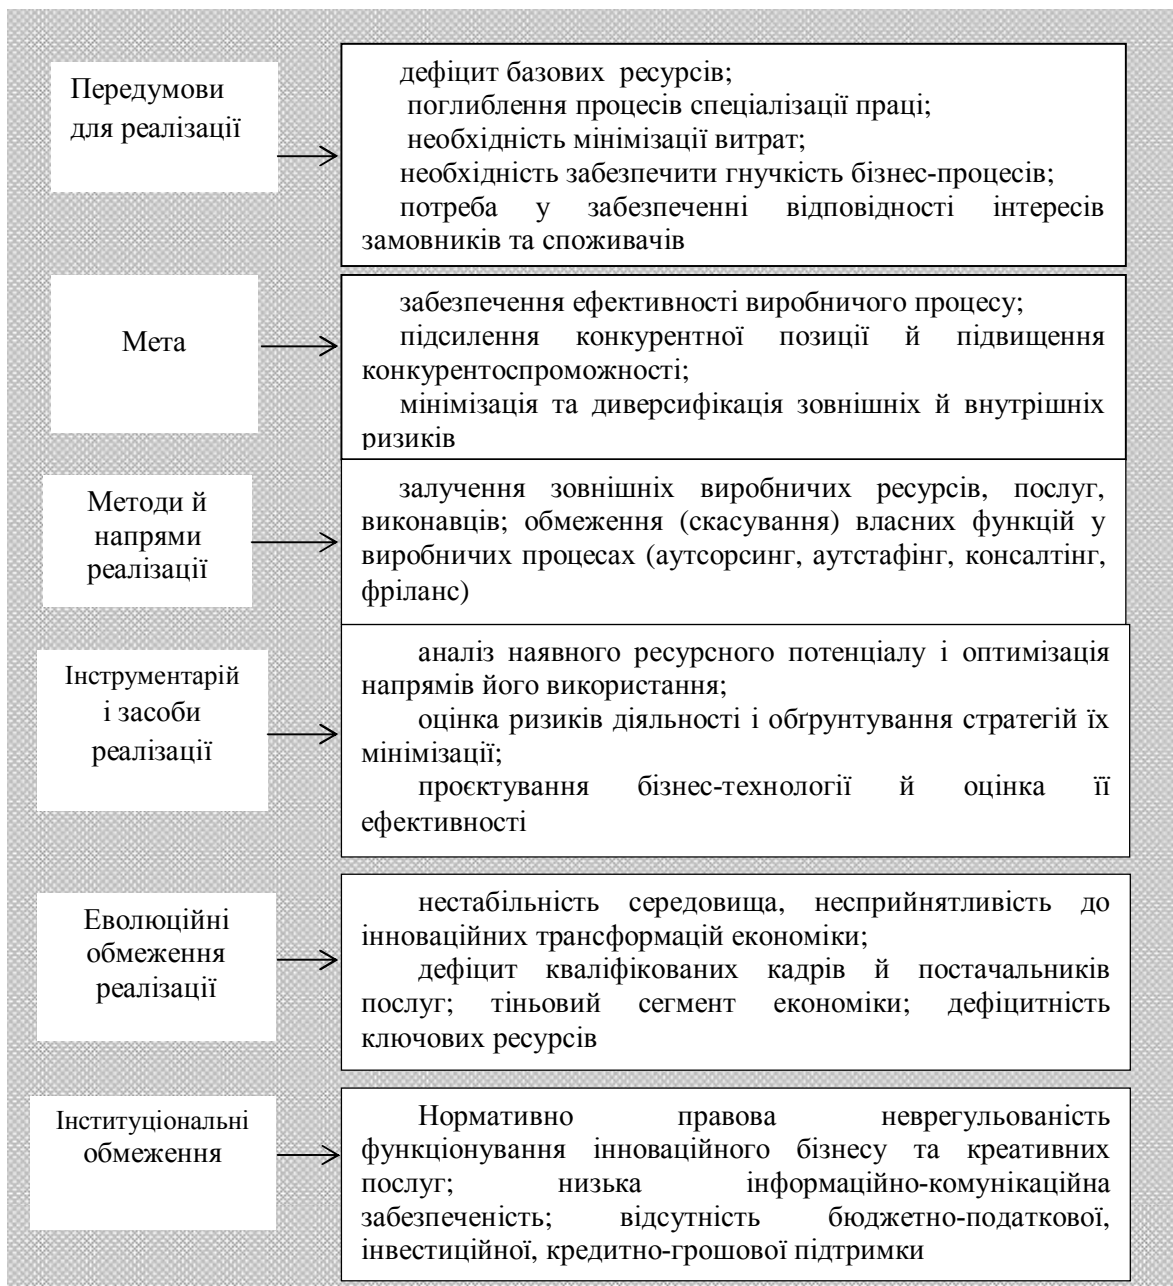 Передумови
для реалізації
дефіцит базових ресурсів;
поглиблення процесів спеціалізації праці;
необхідність мінімізації витрат;
необхідність забезпечити гнучкість бізнес-процесів;
потреба у забезпеченні відповідності інтересів
замовників та споживачів
Мета
забезпечення ефективності виробничого процесу;
підсилення конкурентної позиції й підвищення
конкурентоспроможності;
мінімізація та диверсифікація зовнішніх й внутрішніх
ризиків
Методи й
напрями
реалізації
залучення зовнішніх виробничих ресурсів, послуг,
виконавців; обмеження (скасування) власних функцій у
виробничих процесах (аутсорсинг, аутстафінг, консалтінг,
фріланс)
Інструментарій
і засоби
реалізації
аналіз наявного ресурсного потенціалу і оптимізація
напрямів його використання;
оцінка ризиків діяльності і обґрунтування стратегій їх
мінімізації;
проєктування бізнес-технології й оцінка її
ефективності
Еволюційні
обмеження
реалізації
нестабільність середовища, несприйнятливість до
інноваційних трансформацій економіки;
дефіцит кваліфікованих кадрів й постачальників
послуг; тіньовий сегмент економіки; дефіцитність
ключових ресурсів
Інституціональні
обмеження
Нормативно правова неврегульованість
функціонування інноваційного бізнесу та креативних
послуг; низька інформаційно-комунікаційна
забезпеченість; відсутність бюджетно-податкової,
інвестиційної, кредитно-грошової підтримки